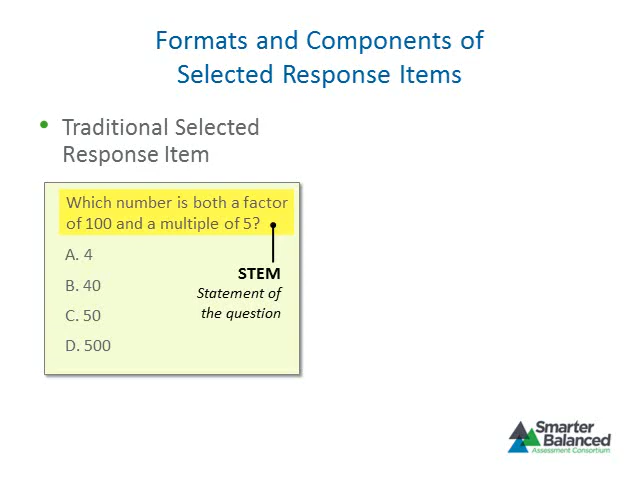 Formats and Components of
Selected Response Items
• Traditional Selected
Response Item
Which number is both a factor
of 100 and a multiple of 5?
A. 4
B. 40
C. 50
D. 500
STEM
Statement of
the question
Smarter
Balanced
Assessment Consortium